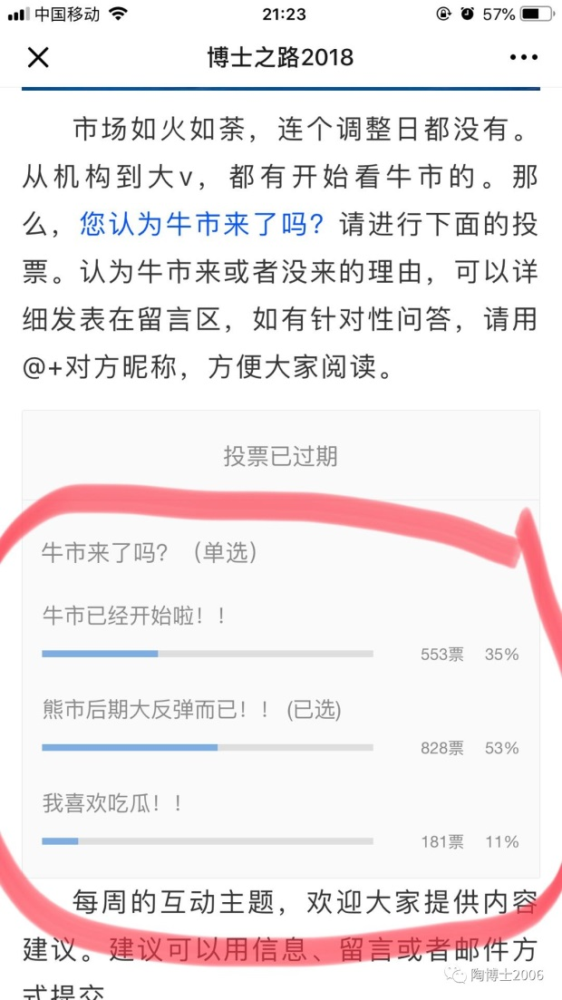 中国移动 21:23 57%
博士之路2018
市场如火如荼，连个调整日都没有。
从机构到大v，都有开始看牛市的。那
么，您认为牛市来了吗？请进行下面的投
票。认为牛市来或者没来的理由，可以详
细发表在留言区，如有针对性问答，请用
@+对方昵称，方便大家阅读。
投票已过期
牛市来了吗？（单选）
牛市已经开始啦！！
553票 35%
熊市后期大反弹而已！！(已选)
828票 53%
我喜欢吃瓜！！
181票 11%
每周的互动主题，欢迎大家提供内容
建议。建议可以用信息、留言或者邮件方
式提交
陶博士2006